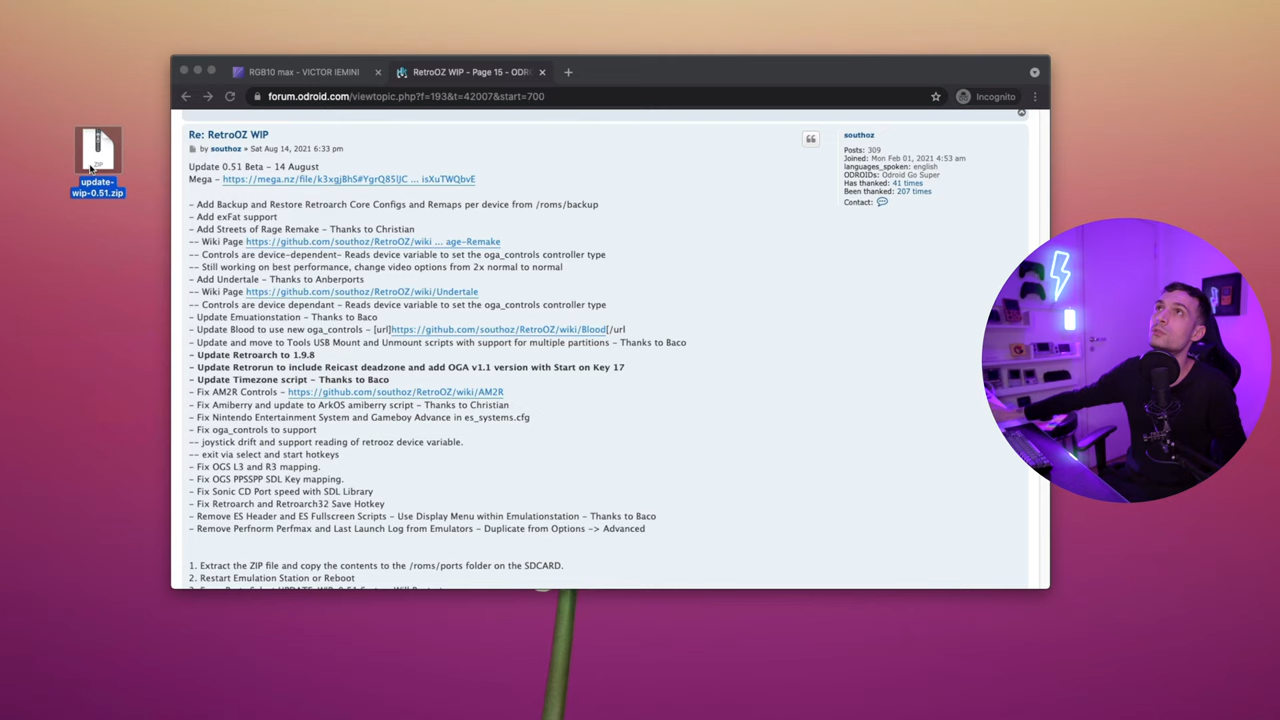 RGB10 max - VICTOR IEMINI
RetroOZ WIP - Page 15 - ODR
forum.odroid.com/viewtopic.php?f=193&t=42007&start=700
Incognito
ZIP
update-
wip-0.51.zip
Re: RetroOZ WIP
by southoz » Sat Aug 14, 2021 6:33 pm
Update 0.51 Beta - 14 August
Mega - https://mega.nz/file/k3xgjBhS#YgrQ85lJC ... isXuTWQbvE
- Add Backup and Restore Retroarch Core Configs and Remaps per device from /roms/backup
- Add exFat support
- Add Streets of Rage Remake - Thanks to Christian
-- Wiki Page https://github.com/southoz/RetroOZ/wiki ... age-Remake
-- Controls are device-dependent- Reads device variable to set the oga_controls controller type
-- Still working on best performance, change video options from 2x normal to normal
- Add Undertale - Thanks to Anberports
-- Wiki Page https://github.com/southoz/RetroOZ/wiki/Undertale
-- Controls are device dependant - Reads device variable to set the oga_controls controller type
- Update Emuationstation - Thanks to Baco
- Update Blood to use new oga_controls - [url]https://github.com/southoz/RetroOZ/wiki/Blood[/url
- Update and move to Tools USB Mount and Unmount scripts with support for multiple partitions - Thanks to Baco
- Update Retroarch to 1.9.8
- Update Retrorun to include Reicast deadzone and add OGA v1.1 version with Start on Key 17
- Update Timezone script - Thanks to Baco
- Fix AM2R Controls - https://github.com/southoz/RetroOZ/wiki/AM2R
- Fix Amiberry and update to ArkOS amiberry script - Thanks to Christian
- Fix Nintendo Entertainment System and Gameboy Advance in es_systems.cfg
- Fix oga_controls to support
-- joystick drift and support reading of retrooz device variable.
-- exit via select and start hotkeys
- Fix OGS L3 and R3 mapping.
- Fix OGS PPSSPP SDL Key mapping.
- Fix Sonic CD Port speed with SDL Library
- Fix Retroarch and Retroarch32 Save Hotkey
- Remove ES Header and ES Fullscreen Scripts - Use Display Menu within Emulationstation - Thanks to Baco
- Remove Perfnorm Perfmax and Last Launch Log from Emulators - Duplicate from Options -> Advanced
1. Extract the ZIP file and copy the contents to the /roms/ports folder on the SDCARD.
2. Restart Emulation Station or Reboot
southoz
Posts: 309
Joined: Mon Feb 01, 2021 4:53 am
languages_spoken: english
ODROIDs: Odroid Go Super
Has thanked: 41 times
Been thanked: 207 times
Contact: